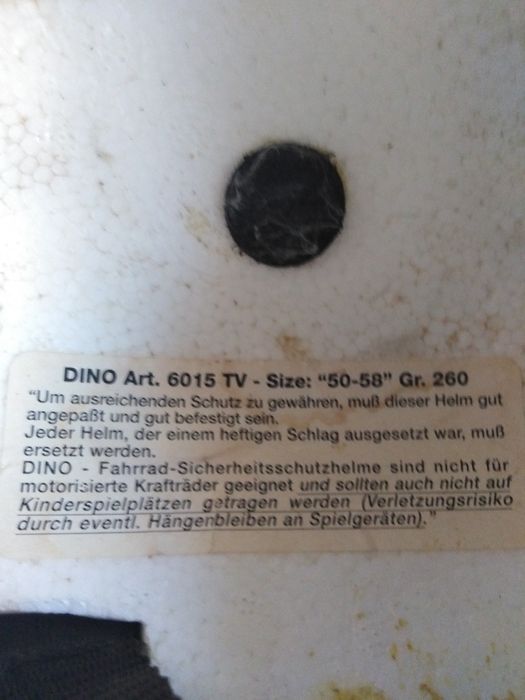 DINO Art. 6015 TV - Size: "50-58" Gr. 260
"Um ausreichenden Schutz zu gewähren, muß dieser Helm gut
angepaßt und gut befestigt sein.
Jeder Helm, der einem heftigen Schlag ausgesetzt war, muß
ersetzt werden.
DINO - Fahrrad-Sicherheitsschutzhelme sind nicht für
motorisierte Krafträder geeignet und sollten auch nicht auf
Kinderspielplätzen getragen werden (Verletzungsrisiko
durch eventl. Hängenbleiben an Spielgeräten)."